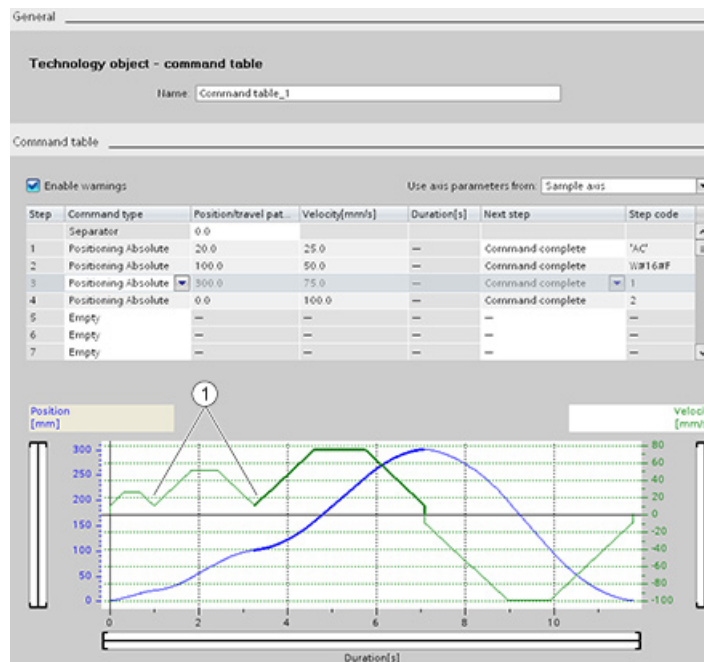 General
Technology object - command table
Name: Command table_1
Command table
Enable warnings Use axis parameters from: Sample axis
Step Command type Position/travel pat... Velocity[mm/s] Duration[s] Next step Step code
Separator 0.0
1 Positioning Absolute 20.0 25.0 — Command complete 'AC'
2 Positioning Absolute 100.0 50.0 — Command complete W#16#F
3 Positioning Absolute 300.0 75.0 — Command complete 1
4 Positioning Absolute 0.0 100.0 — Command complete 2
5 Empty — — — — —
6 Empty — — — — —
7 Empty — — — — —
1
Position Veloci
[mm] [mm/s
300 80
250 60
200 40
150 20
100 0
50 -20
0 -40
-60
-80
-100
0 2 4 6 8 10
Duration[s]